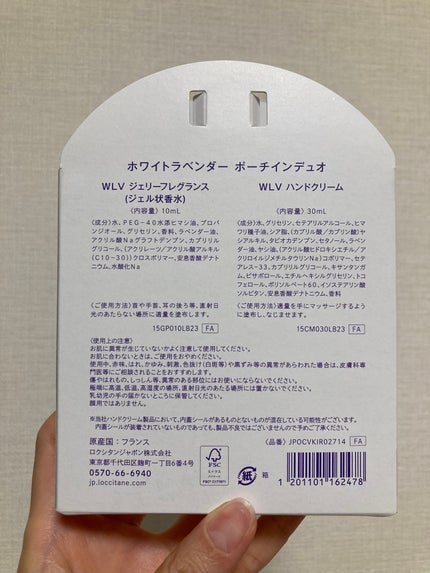 ホワイトラベンダー ポーチインデュオ
WLV ジェリーフレグランス
(ジェル状香水)
〈内容量〉10mL
〈成分〉水、PEG-40水添ヒマシ油、プロパ
ンジオール、グリセリン、香料、ラベンダー油、
アクリル酸Naグラフトデンプン、カプリリル
グリコール、(アクリレーツ/アクリル酸アルキル
(C10-30))クロスポリマー、安息香酸デナト
ニウム、水酸化Na
〈ご使用方法〉首や手首、耳の後ろ等、直射日
光のあたらない場所に適量を塗布します。
15GP010LB23 FA
WLV ハンドクリーム
〈内容量〉30mL
〈成分〉水、グリセリン、セテアリルアルコール、ヒマ
ワリ種子油、シア脂、(カプリル酸/カプリン酸)ヤ
シアルキル、タピオカデンプン、セタノール、ラベン
ダー油、ヤシ油、(アクリル酸ヒドロキシエチル/ア
クリロイルジメチルタウリンNa)コポリマー、セテ
アレス-33、カプリリルグリコール、キサンタンガ
ム、ビサボロール、エチルヘキシルグリセリン、トコ
フェロール、ポリソルベート60、イソステアリン酸
ソルビタン、安息香酸デナトニウム、香料
〈ご使用方法〉適量を手にマッサージするよう
に塗布し、なじませます。
15CM030LB23 FA
〈使用上の注意〉
お肌に異常が生じていないかよく注意して使用してください。
お肌に合わないときは、ご使用をおやめください。
使用中、赤味、はれ、かゆみ、刺激、色抜け(白斑等)や黒ずみ等の異常があらわれた場合は、皮膚科専
門医等にご相談されることをおすすめします。
傷やはれもの、しっしん等、異常のある部位にはお使いにならないでください。
極端に高温、低温、高湿度の場所、直射日光のあたる場所には置かないでください。
乳幼児の手の届かないところに保管してください。
顔用ではありません。
※当社ハンドクリーム製品において、内蓋シールがあるものとないものが混在している可能性がございます。
内蓋シールが装着されていないものであっても、製品不良ではございませんので予めご了承ください。
原産国：フランス
ロクシタンジャポン株式会社
東京都千代田区麹町一丁目6番4号
0570-66-6940
jp.loccitane.com
FSC
ミックス
紙 箱
(品番) JPOCVKIR02714 FA
1 201101 162478